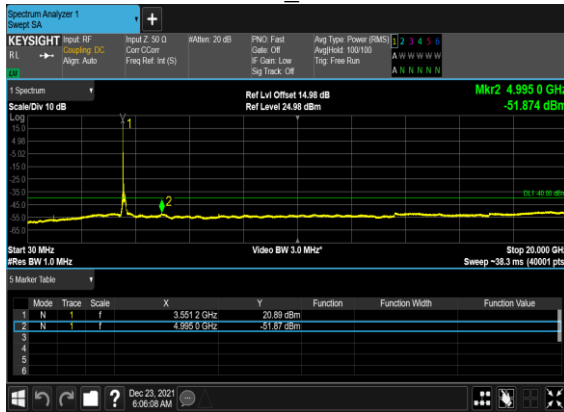 Spectrum Analyzer 1
Swept SA
+
KEYSIGHT Input: RF Input Z: 50 Ω #Atten: 20 dB PNO: Fast Avg Type: Power (RMS) 1 2 3 4 5 6
RL Coupling: DC Corr CCorr Gate: Off Avg|Hold: 100/100 A W W W W W
Align: Auto Freq Ref: Int (S) IF Gain: Low Trig: Free Run
Sig Track: Off A N N N N N
1 Spectrum Ref Lvl Offset 14.98 dB Mkr2 4.995 0 GHz
Scale/Div 10 dB Ref Level 24.98 dBm -51.874 dBm
Log
15.0
4.98
-5.02
-15.0
-25.0
-35.0
-45.0
-55.0
-65.0
1
2
DL1 -40.00 dBm
Start 30 MHz Video BW 3.0 MHz* Stop 20.000 GHz
#Res BW 1.0 MHz Sweep ~38.3 ms (40001 pts)
5 Marker Table
Mode Trace Scale X Y Function Function Width Function Value
1 N 1 f 3.551 2 GHz 20.89 dBm
2 N 1 f 4.995 0 GHz -51.87 dBm
3
4
5
6
? Dec 23, 2021
6:06:08 AM